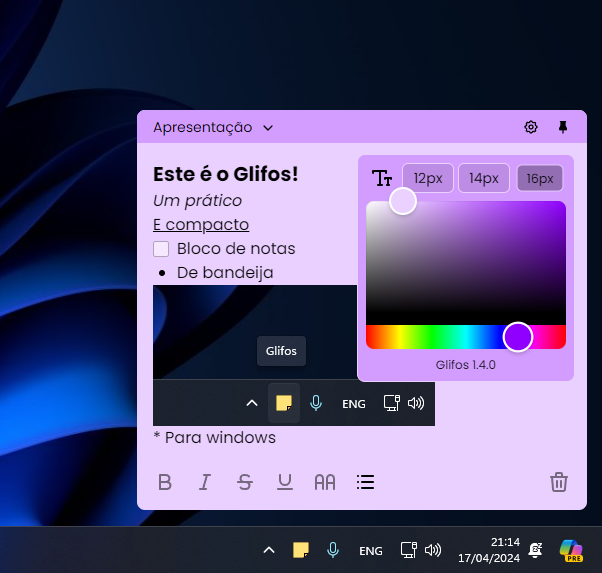 Apresentação
Este é o Glifos!
Um prático
E compacto
Bloco de notas
De bandeija
Glifos
ENG
* Para windows
12px 14px 16px
Glifos 1.4.0
B I S U AA
ENG
21:14
17/04/2024
PRE